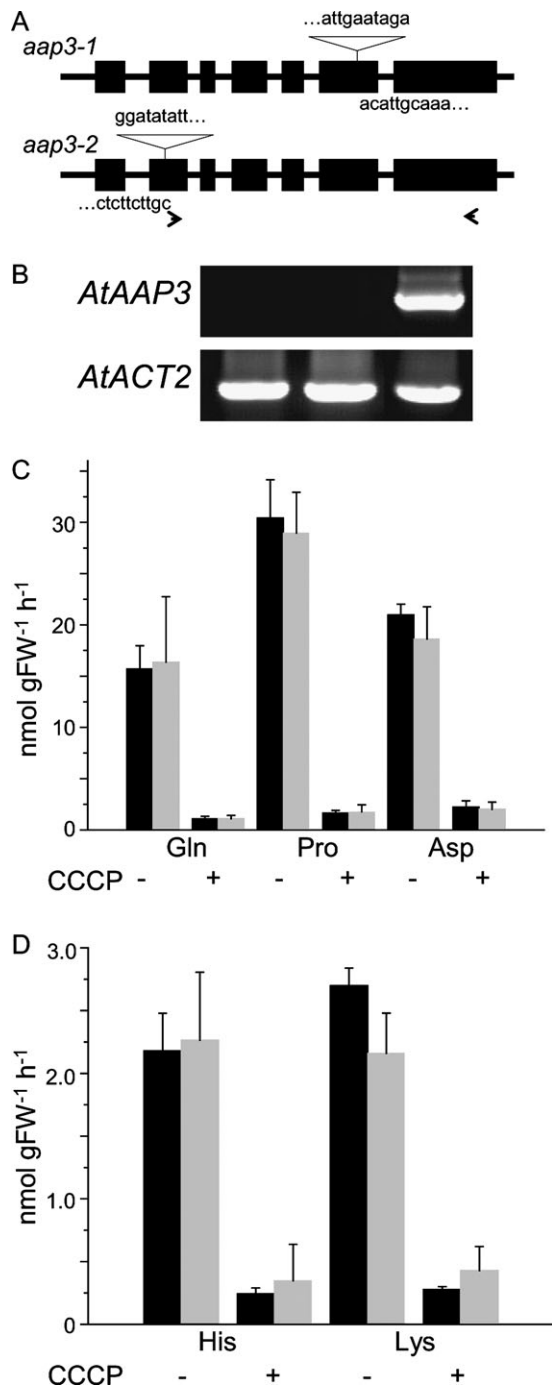 A
aap3-1
...attgaataga
acattgcaaa...
aap3-2
ggatatatt...
...ctcttcttgc
B
AtAAP3
AtACT2
C
nmol gFW⁻¹ h⁻¹
30
20
10
0
Gln Pro Asp
CCCP - + - + - +
D
nmol gFW⁻¹ h⁻¹
3.0
2.0
1.0
0
His Lys
CCCP - + - +